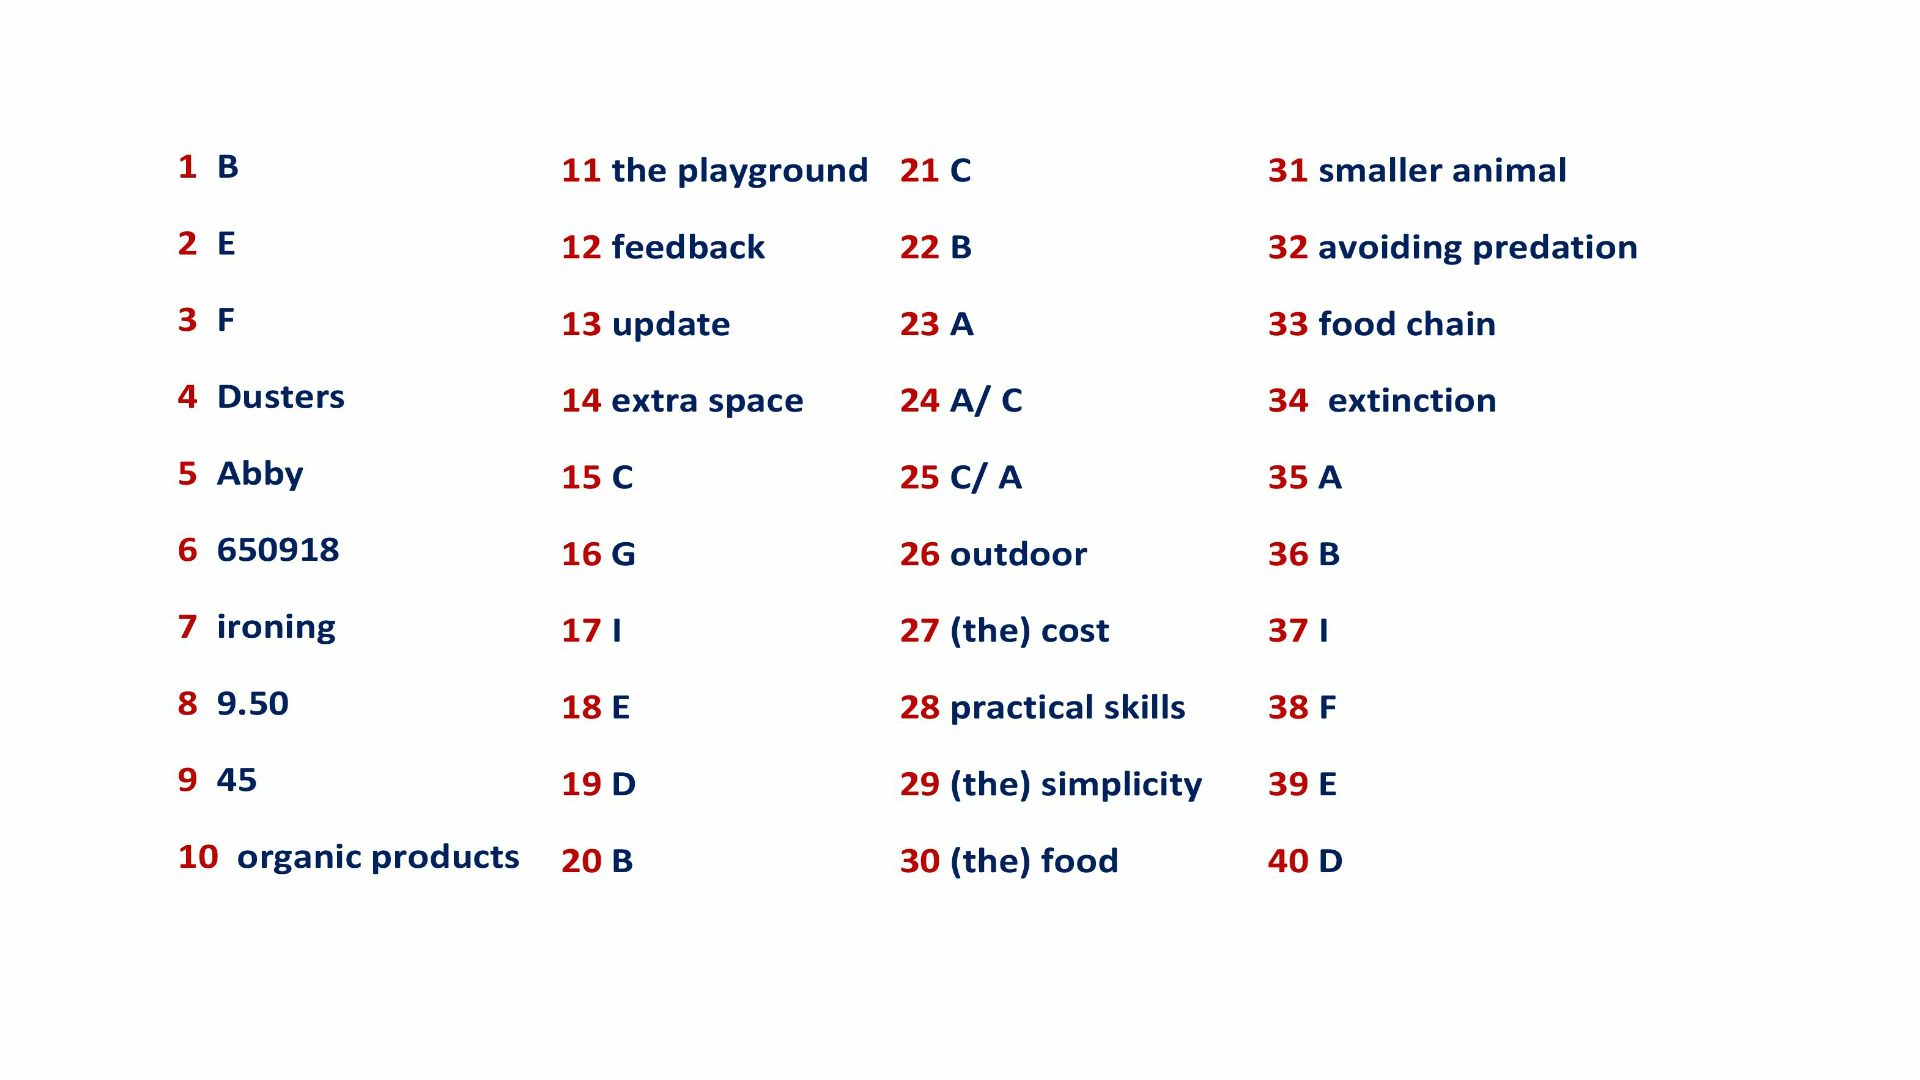 1 B
2 E
3 F
4 Dusters
5 Abby
6 650918
7 ironing
8 9.50
9 45
10 organic products
11 the playground
12 feedback
13 update
14 extra space
15 C
16 G
17 I
18 E
19 D
20 B
21 C
22 B
23 A
24 A/ C
25 C/ A
26 outdoor
27 (the) cost
28 practical skills
29 (the) simplicity
30 (the) food
31 smaller animal
32 avoiding predation
33 food chain
34 extinction
35 A
36 B
37 I
38 F
39 E
40 D